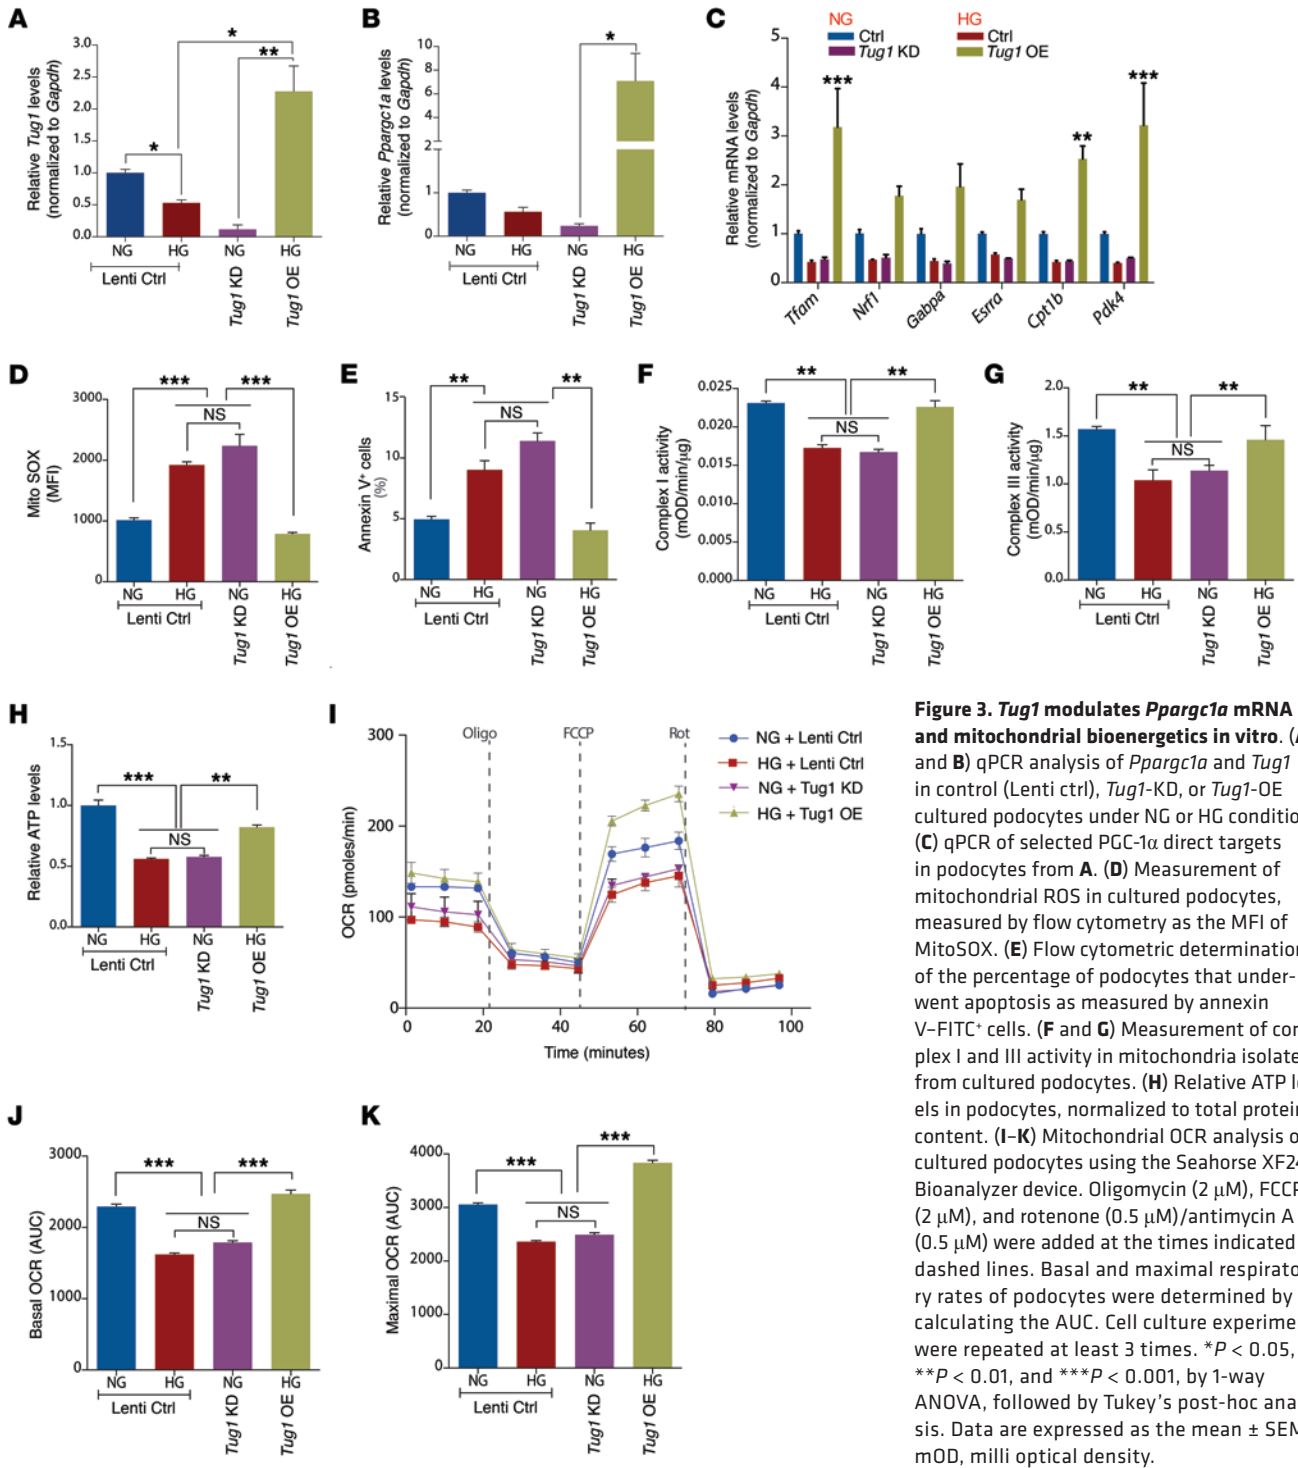 A
Relative Tug1 levels
(normalized to Gapdh)
3.0
2.5
2.0
1.5
1.0
0.5
0.0
*
*
**
NG
HG
Lenti Ctrl
NG
Tug1 KD
HG
Tug1 OE
B
Relative Ppargc1a levels
(normalized to Gapdh)
10
8
6
4
2
2
1
0
*
NG
HG
Lenti Ctrl
NG
Tug1 KD
HG
Tug1 OE
C
NG
HG
Ctrl
Ctrl
Tug1 KD
Tug1 OE
Relative mRNA levels
(normalized to Gapdh)
5
4
3
2
1
0
***
**
***
Tfam
Nrf1
Gabpa
Esrra
Cpt1b
Pdk4
D
Mito SOX
(MFI)
3000
2000
1000
0
***
***
NS
NG
HG
Lenti Ctrl
NG
Tug1 KD
HG
Tug1 OE
E
Annexin V+ cells
(%)
15
10
5
0
**
**
NS
NG
HG
Lenti Ctrl
NG
Tug1 KD
HG
Tug1 OE
F
Complex I activity
(mOD/min/µg)
0.025
0.020
0.015
0.010
0.005
0.000
**
**
NS
NG
HG
Lenti Ctrl
NG
Tug1 KD
HG
Tug1 OE
G
Complex III activity
(mOD/min/µg)
2.0
1.5
1.0
0.5
0.0
**
**
NS
NG
HG
Lenti Ctrl
NG
Tug1 KD
HG
Tug1 OE
H
Relative ATP levels
1.5
1.0
0.5
0.0
***
**
NS
NG
HG
Lenti Ctrl
NG
Tug1 KD
HG
Tug1 OE
I
OCR (pmoles/min)
300
200
100
0
Oligo
FCCP
Rot
NG + Lenti Ctrl
HG + Lenti Ctrl
NG + Tug1 KD
HG + Tug1 OE
0
20
40
60
80
100
Time (minutes)
J
Basal OCR (AUC)
3000
2000
1000
0
***
***
NS
NG
HG
Lenti Ctrl
NG
Tug1 KD
HG
Tug1 OE
K
Maximal OCR (AUC)
4000
3000
2000
1000
0
***
***
NS
NG
HG
Lenti Ctrl
NG
Tug1 KD
HG
Tug1 OE
Figure 3. Tug1 modulates Ppargc1a mRNA
and mitochondrial bioenergetics in vitro. (A
and B) qPCR analysis of Ppargc1a and Tug1
in control (Lenti ctrl), Tug1-KD, or Tug1-OE
cultured podocytes under NG or HG conditio
(C) qPCR of selected PGC-1α direct targets
in podocytes from A. (D) Measurement of
mitochondrial ROS in cultured podocytes,
measured by flow cytometry as the MFI of
MitoSOX. (E) Flow cytometric determination
of the percentage of podocytes that under-
went apoptosis as measured by annexin
V–FITC+ cells. (F and G) Measurement of com
plex I and III activity in mitochondria isolate
from cultured podocytes. (H) Relative ATP le
els in podocytes, normalized to total protein
content. (I–K) Mitochondrial OCR analysis o
cultured podocytes using the Seahorse XF24
Bioanalyzer device. Oligomycin (2 μM), FCCP
(2 μM), and rotenone (0.5 μM)/antimycin A
(0.5 μM) were added at the times indicated
dashed lines. Basal and maximal respirato
ry rates of podocytes were determined by
calculating the AUC. Cell culture experime
were repeated at least 3 times. *P < 0.05,
**P < 0.01, and ***P < 0.001, by 1-way
ANOVA, followed by Tukey's post-hoc ana
sis. Data are expressed as the mean ± SEM
mOD, milli optical density.